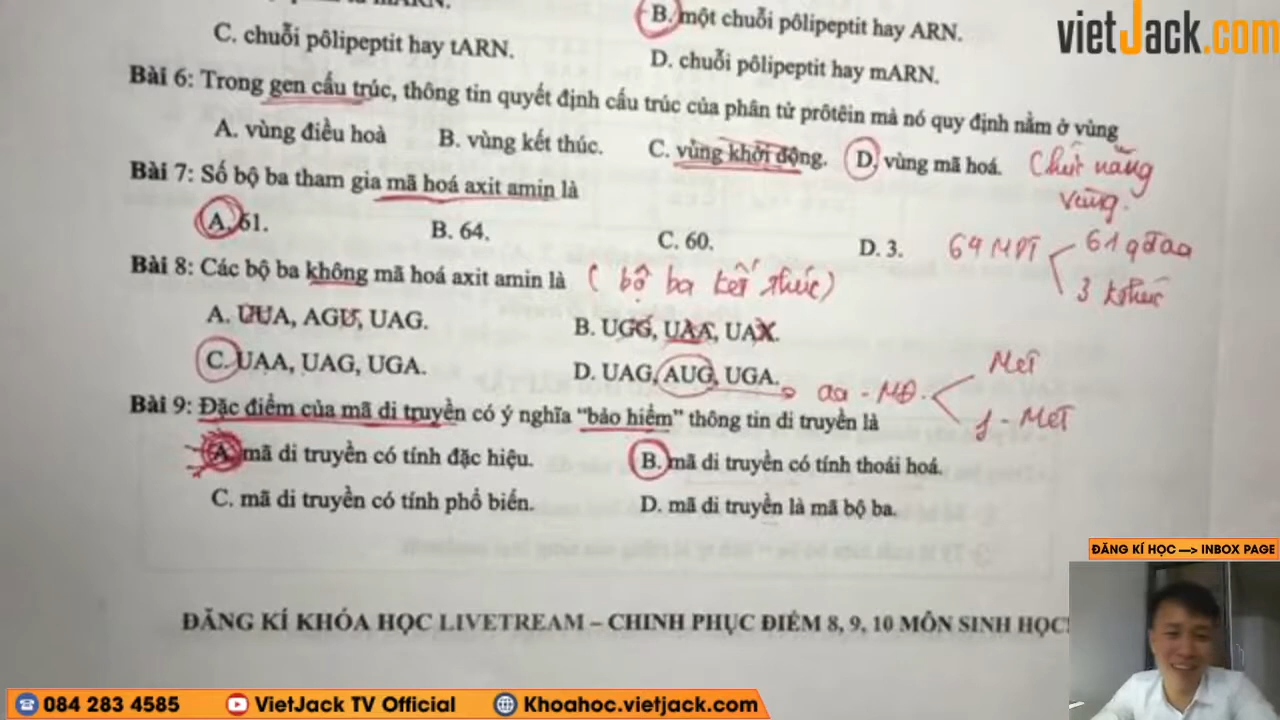 vietJack.com
B. một chuỗi pôlipeptit hay ARN.
C. chuỗi pôlipeptit hay tARN.
D. chuỗi pôlipeptit hay mARN.
Bài 6: Trong gen cấu trúc, thông tin quyết định cấu trúc của phân tử prôtêin mà nó quy định nằm ở vùng
A. vùng điều hoà B. vùng kết thúc. C. vùng khởi động. D. vùng mã hoá. Chức năng
vùng.
Bài 7: Số bộ ba tham gia mã hoá axit amin là
A. 61. B. 64. C. 60. D. 3. 64 MDT 61 qđaa
3 kthúc
Bài 8: Các bộ ba không mã hoá axit amin là ( bộ ba kết thúc)
A. UUA, AGU, UAG. B. UGG, UAA, UAX.
C. UAA, UAG, UGA. D. UAG, AUG, UGA. aa - MĐ. Met
f - Met
Bài 9: Đặc điểm của mã di truyền có ý nghĩa “bảo hiểm” thông tin di truyền là
A. mã di truyền có tính đặc hiệu. B. mã di truyền có tính thoái hoá.
C. mã di truyền có tính phổ biến. D. mã di truyền là mã bộ ba.
ĐĂNG KÍ HỌC —> INBOX PAGE
ĐĂNG KÍ KHÓA HỌC LIVETREAM – CHINH PHỤC ĐIỂM 8, 9, 10 MÔN SINH HỌC
084 283 4585 VietJack TV Official Khoahoc.vietjack.com